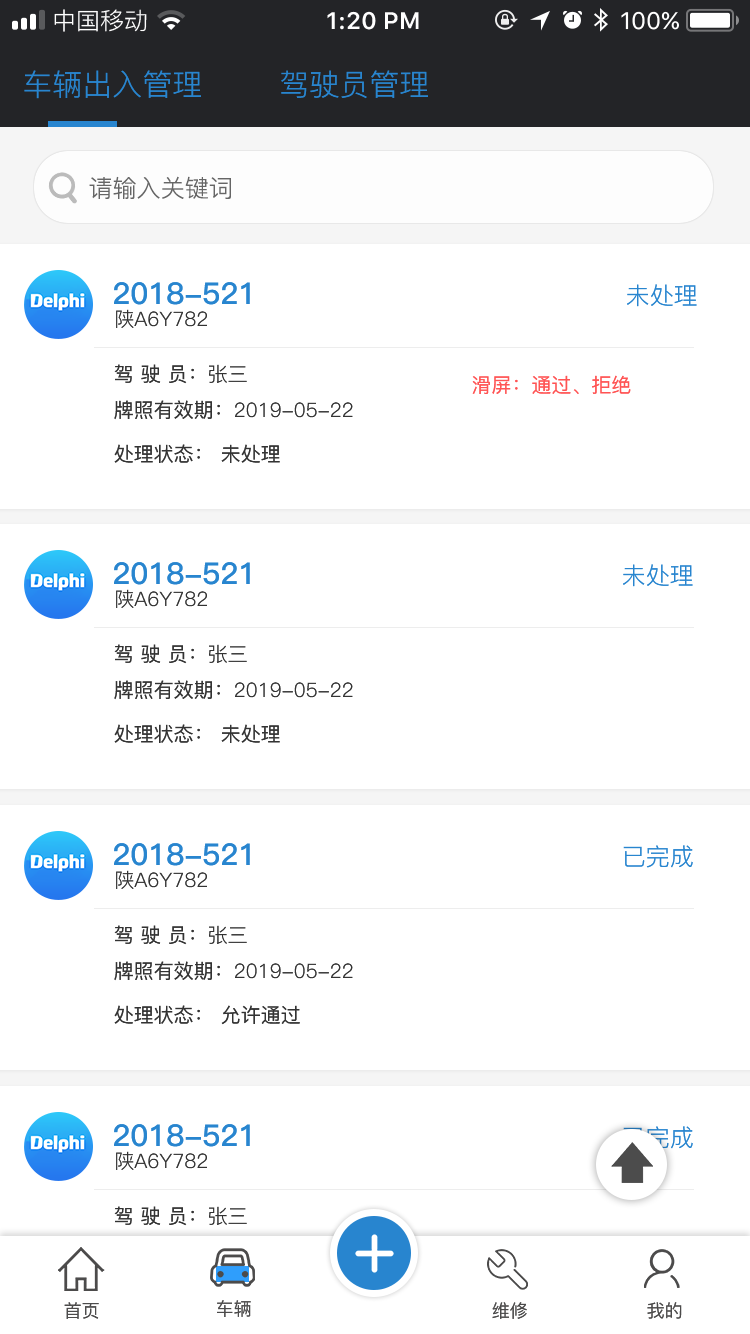 中国移动 1:20 PM 100%
车辆出入管理 驾驶员管理
请输入关键词
Delphi 2018-521 未处理
陕A6Y782
驾 驶 员：张三
滑屏：通过、拒绝
牌照有效期：2019-05-22
处理状态： 未处理
Delphi 2018-521 未处理
陕A6Y782
驾 驶 员：张三
牌照有效期：2019-05-22
处理状态： 未处理
Delphi 2018-521 已完成
陕A6Y782
驾 驶 员：张三
牌照有效期：2019-05-22
处理状态： 允许通过
Delphi 2018-521 已完成
陕A6Y782
驾 驶 员：张三
首页 车辆 维修 我的